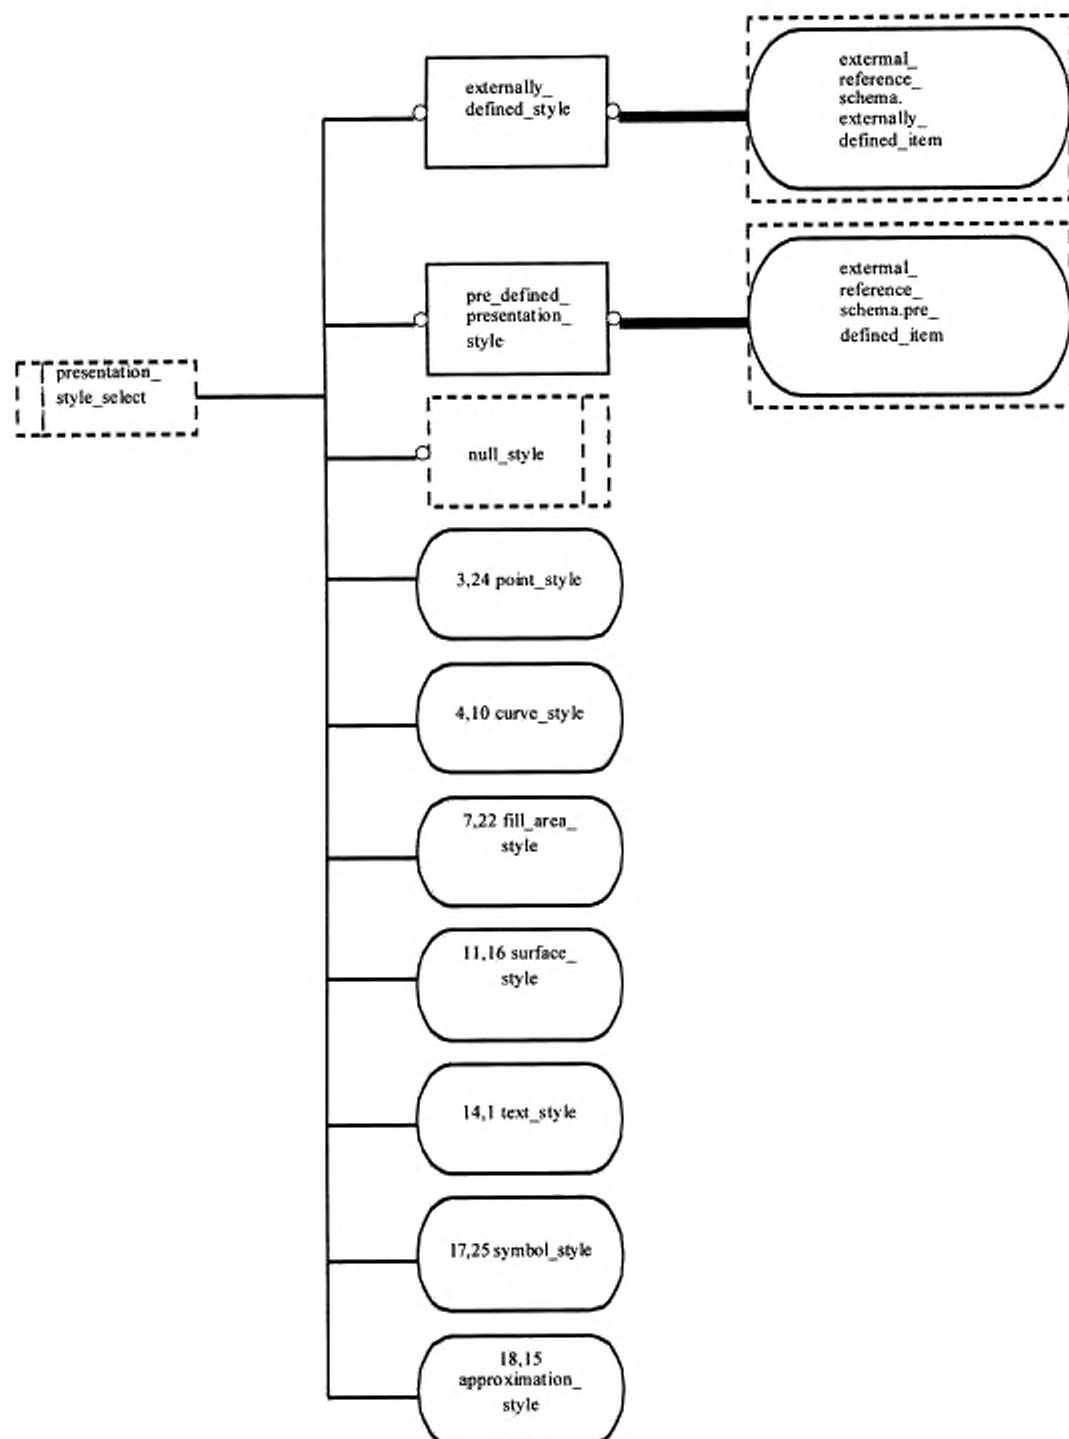 externally_
defined_style
extermal_
reference_
schema.
externally_
defined_item
pre_defined_
presentation_
style
extermal_
reference_
schema.pre_
defined_item
presentation_
style_select
null_style
3,24 point_style
4,10 curve_style
7,22 fill_area_
style
11,16 surface_
style
14,1 text_style
17,25 symbol_style
18,15
approximation_
style